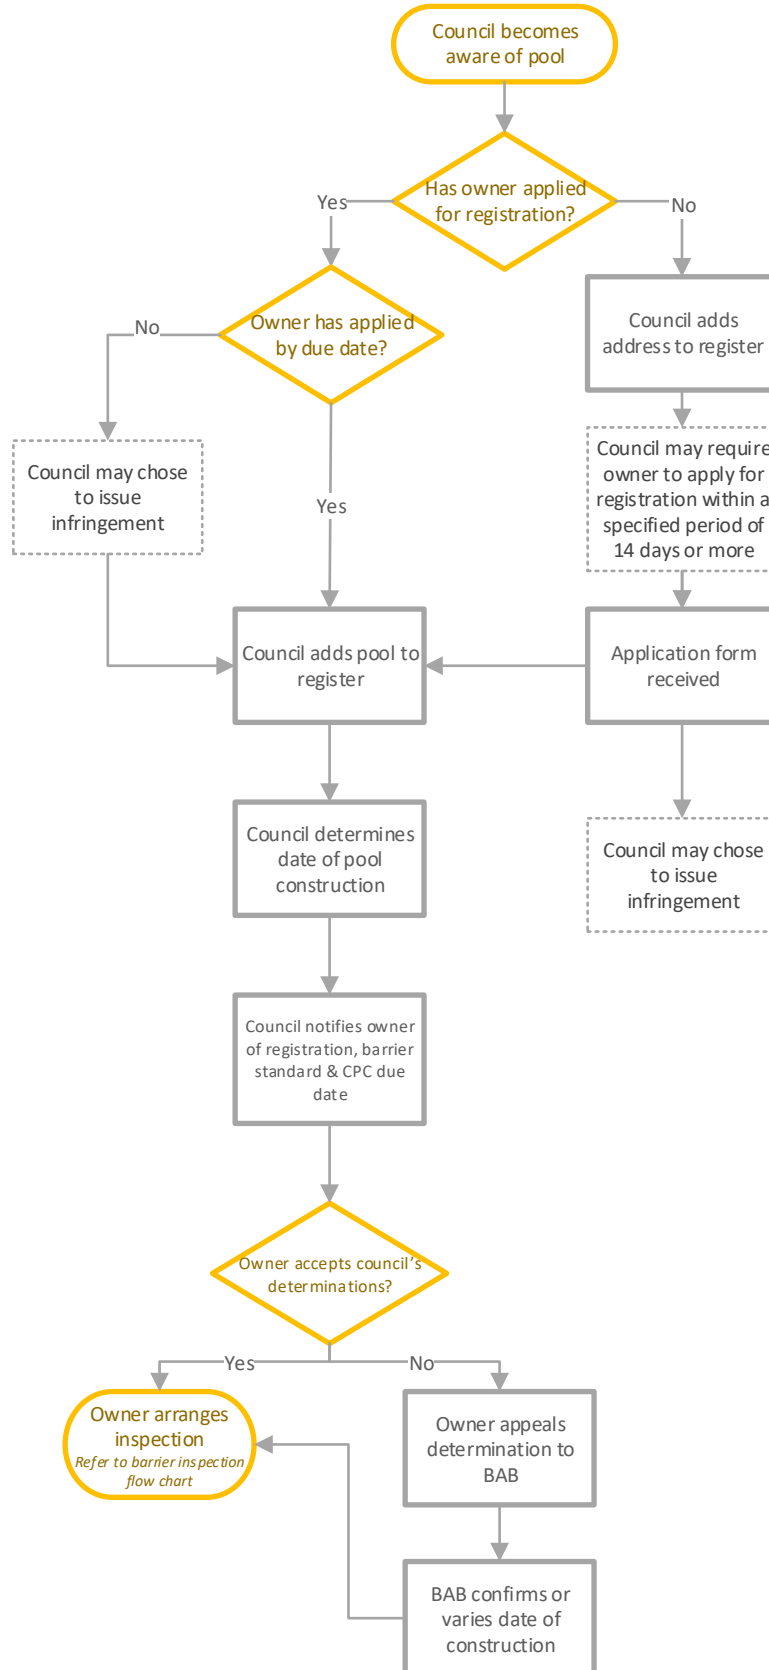 Council becomes
aware of pool
Has owner applied
for registration?
Yes
No
Owner has applied
by due date?
No
Council adds
address to register
Council may chose
to issue
infringement
Yes
Council may require
owner to apply for
registration within a
specified period of
14 days or more
Council adds pool to
register
Application form
received
Council determines
date of pool
construction
Council may chose
to issue
infringement
Council notifies owner
of registration, barrier
standard & CPC due
date
Owner accepts council's
determinations?
Yes
No
Owner arranges
inspection
Refer to barrier inspection
flow chart
Owner appeals
determination to
BAB
BAB confirms or
varies date of
construction